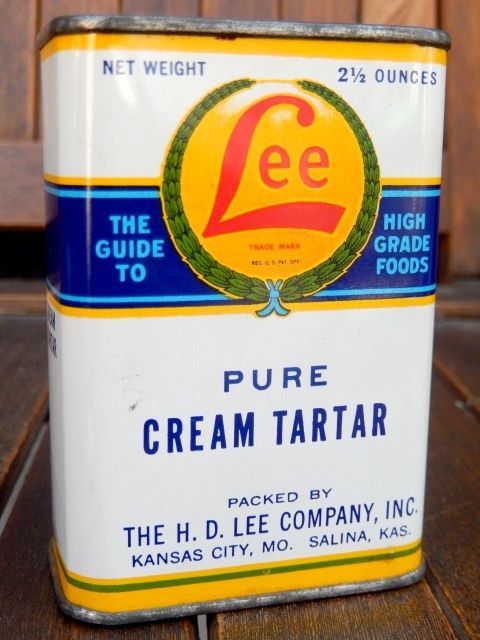 NET WEIGHT
2½ OUNCES
Lee
TRADE MARK
REG. U. S. PAT. OFF.
THE
GUIDE
TO
HIGH
GRADE
FOODS
PURE
CREAM TARTAR
PACKED BY
THE H. D. LEE COMPANY, INC.
KANSAS CITY, MO. SALINA, KAS.